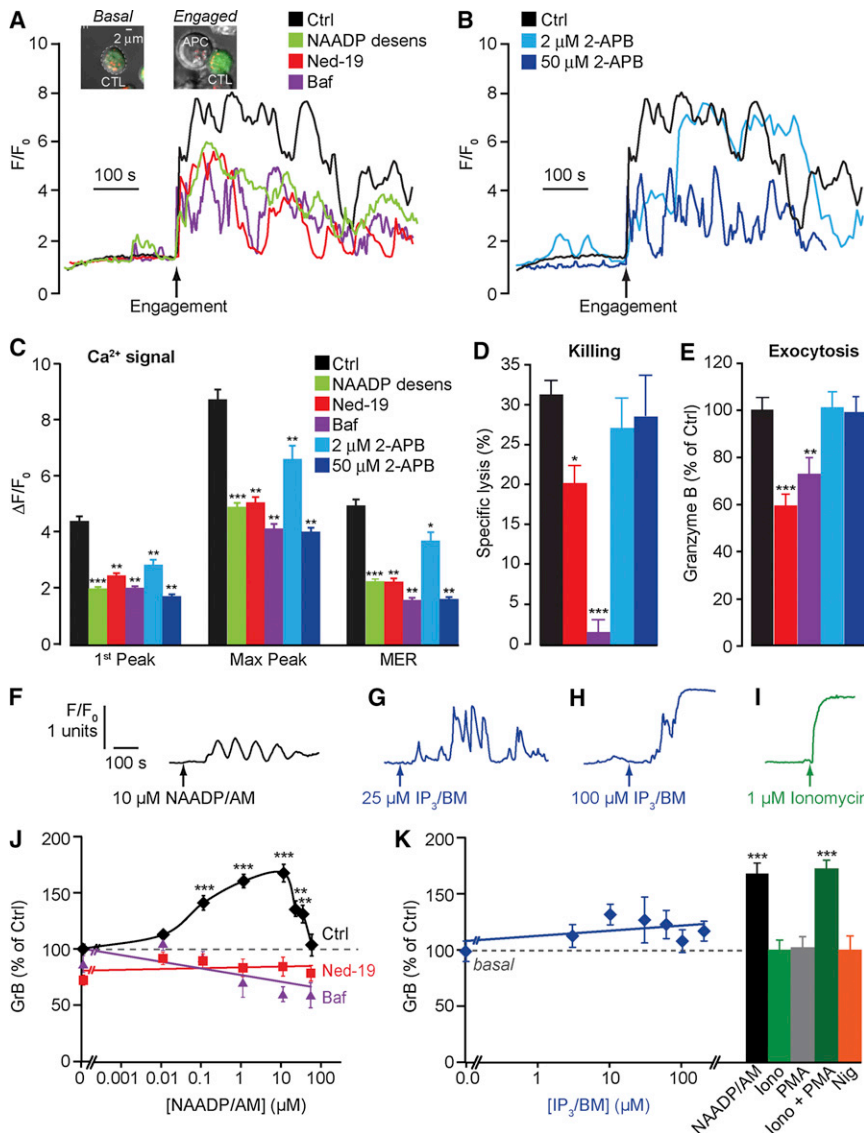 A
Basal
2 μm
CTL
Engaged
APC
CTL
Ctrl
NAADP desens
Ned-19
Baf
10
8
6
4
2
0
F/F0
100 s
Engagement
B
Ctrl
2 μM 2-APB
50 μM 2-APB
10
8
6
4
2
0
F/F0
100 s
Engagement
C
Ca2+ signal
Ctrl
NAADP desens
Ned-19
Baf
2 μM 2-APB
50 μM 2-APB
10
8
6
4
2
0
ΔF/F0
*** ** ** ** **
*** ** ** ** **
*** ** ** * **
1st Peak
Max Peak
MER
D
Killing
35
30
25
20
15
10
5
0
Specific lysis (%)
*
***
E
Exocytosis
120
100
80
60
40
20
0
Granzyme B (% of Ctrl)
***
**
F
F/F0
1 units
100 s
10 μM NAADP/AM
G
25 μM IP3/BM
H
100 μM IP3/BM
I
1 μM Ionomycin
J
200
150
100
50
0
GrB (% of Ctrl)
*** *** *** ** **
Ctrl
Ned-19
Baf
0 0.001 0.01 0.1 1 10 100
[NAADP/AM] (μM)
K
200
150
100
50
0
GrB (% of Ctrl)
basal
0.0 1 10 100
[IP3/BM] (μM)
*** ***
NAADP/AM
Iono
PMA
Iono + PMA
Nig